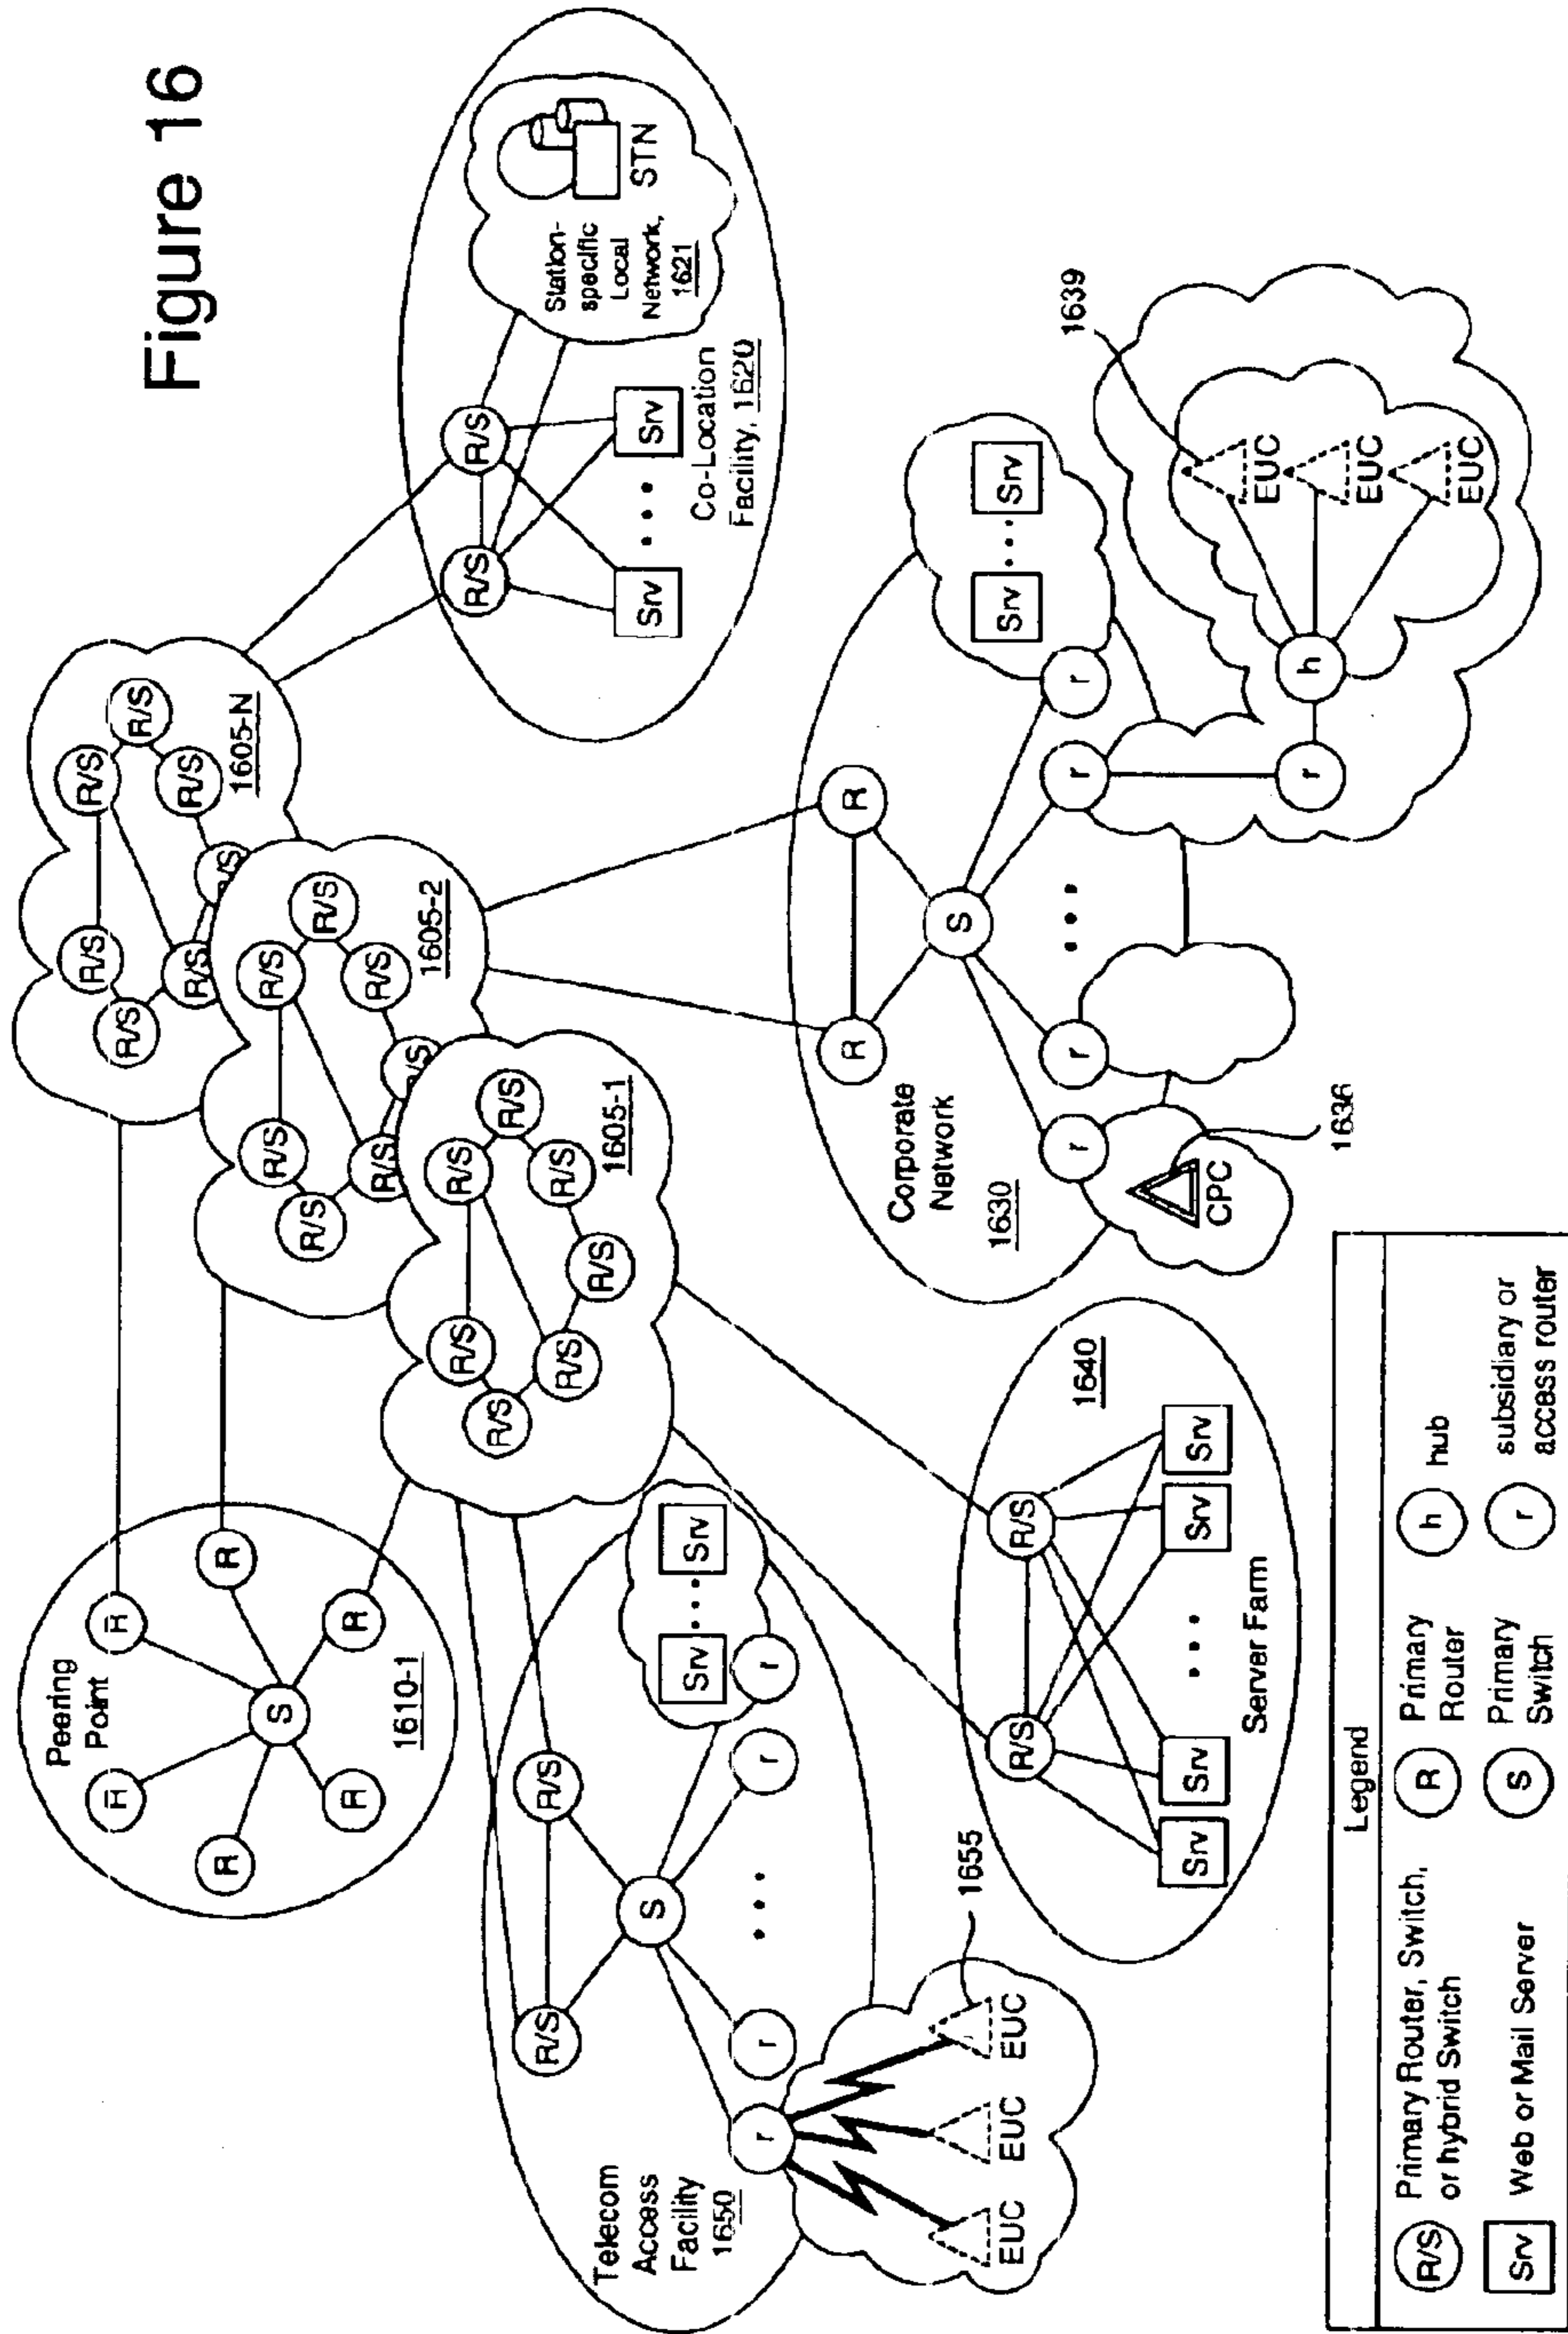 Figure 16
Peering
Point
R
R
R
R
R
R
S
1610-1
R/S
R/S
R/S
R/S
R/S
R/S
R/S
1605-N
R/S
R/S
R/S
R/S
R/S
R/S
R/S
1605-2
R/S
R/S
R/S
R/S
R/S
R/S
R/S
1605-1
R/S
R/S
Srv ... Srv
Station-
specific
Local
Network,
1621
STN
Co-Location
Facility, 1620
Telecom
Access
Facility
1650
R/S
R/S
S
r
r
...
r
r
Srv ... Srv
EUC
EUC
EUC
1655
R/S
R/S
Srv
Srv
...
Srv
Srv
Server Farm
1640
Corporate
Network
1630
R
R
S
r
r
...
r
r
Srv ... Srv
CPC
1636
r
h
EUC
EUC
EUC
1639
Legend
R/S Primary Router, Switch,
or hybrid Switch
R Primary
Router
h hub
Srv Web or Mail Server
S Primary
Switch
r subsidiary or
access router